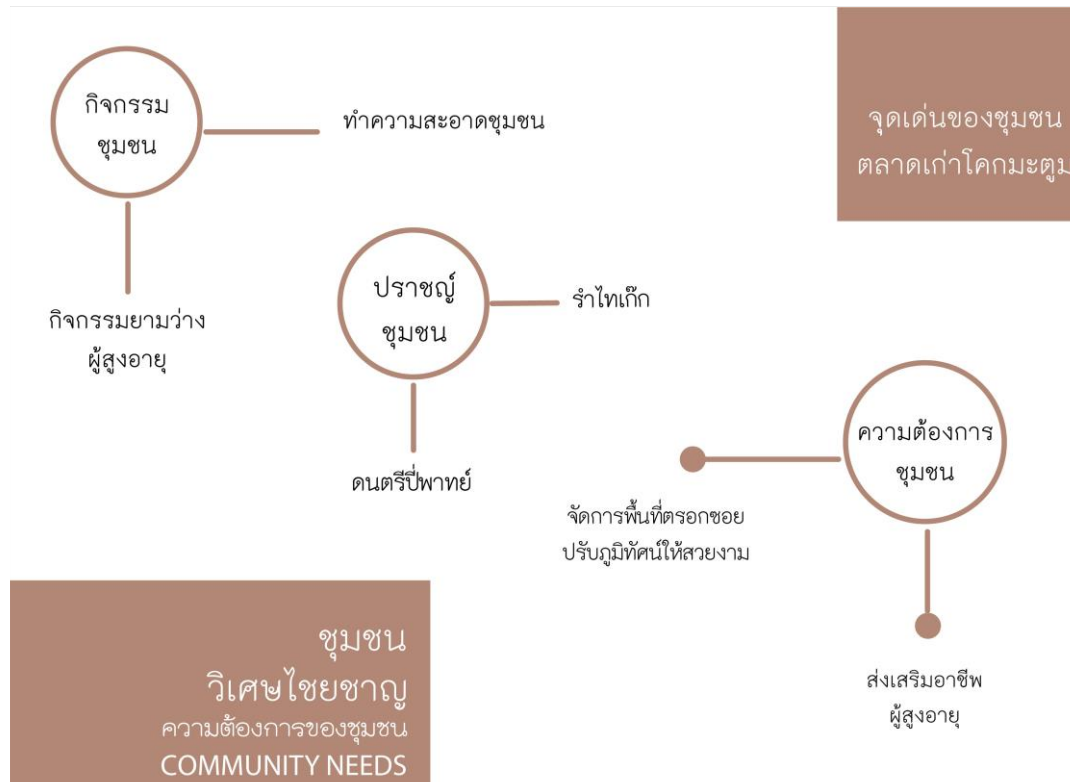 กิจกรรม
ชุมชน
ทำความสะอาดชุมชน
กิจกรรมยามว่าง
ผู้สูงอายุ
จุดเด่นของชุมชน
ตลาดเก่าโคกมะตูม
ปราชญ์
ชุมชน
รำไทเก๊ก
ดนตรีปี่พาทย์
ความต้องการ
ชุมชน
จัดการพื้นที่ตรอกซอย
ปรับภูมิทัศน์ให้สวยงาม
ส่งเสริมอาชีพ
ผู้สูงอายุ
ชุมชน
วิเศษไชยชาญ
ความต้องการของชุมชน
COMMUNITY NEEDS